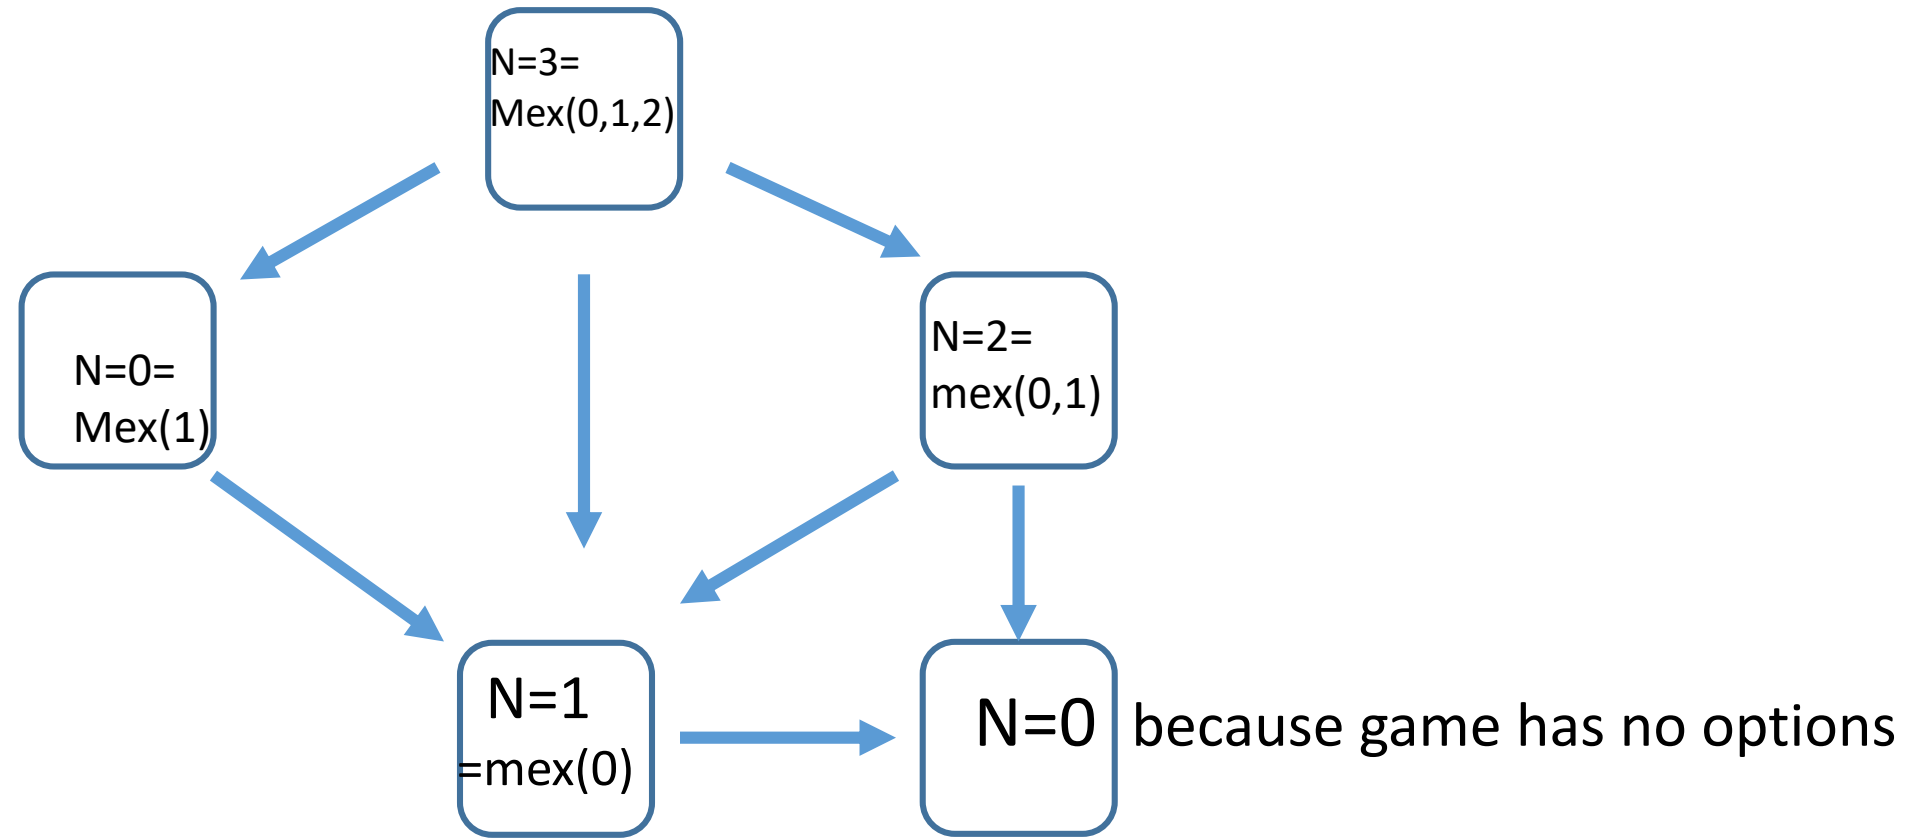 N=3=
Mex(0,1,2)
N=0=
Mex(1)
N=2=
mex(0,1)
N=1
=mex(0)
N=0 because game has no options